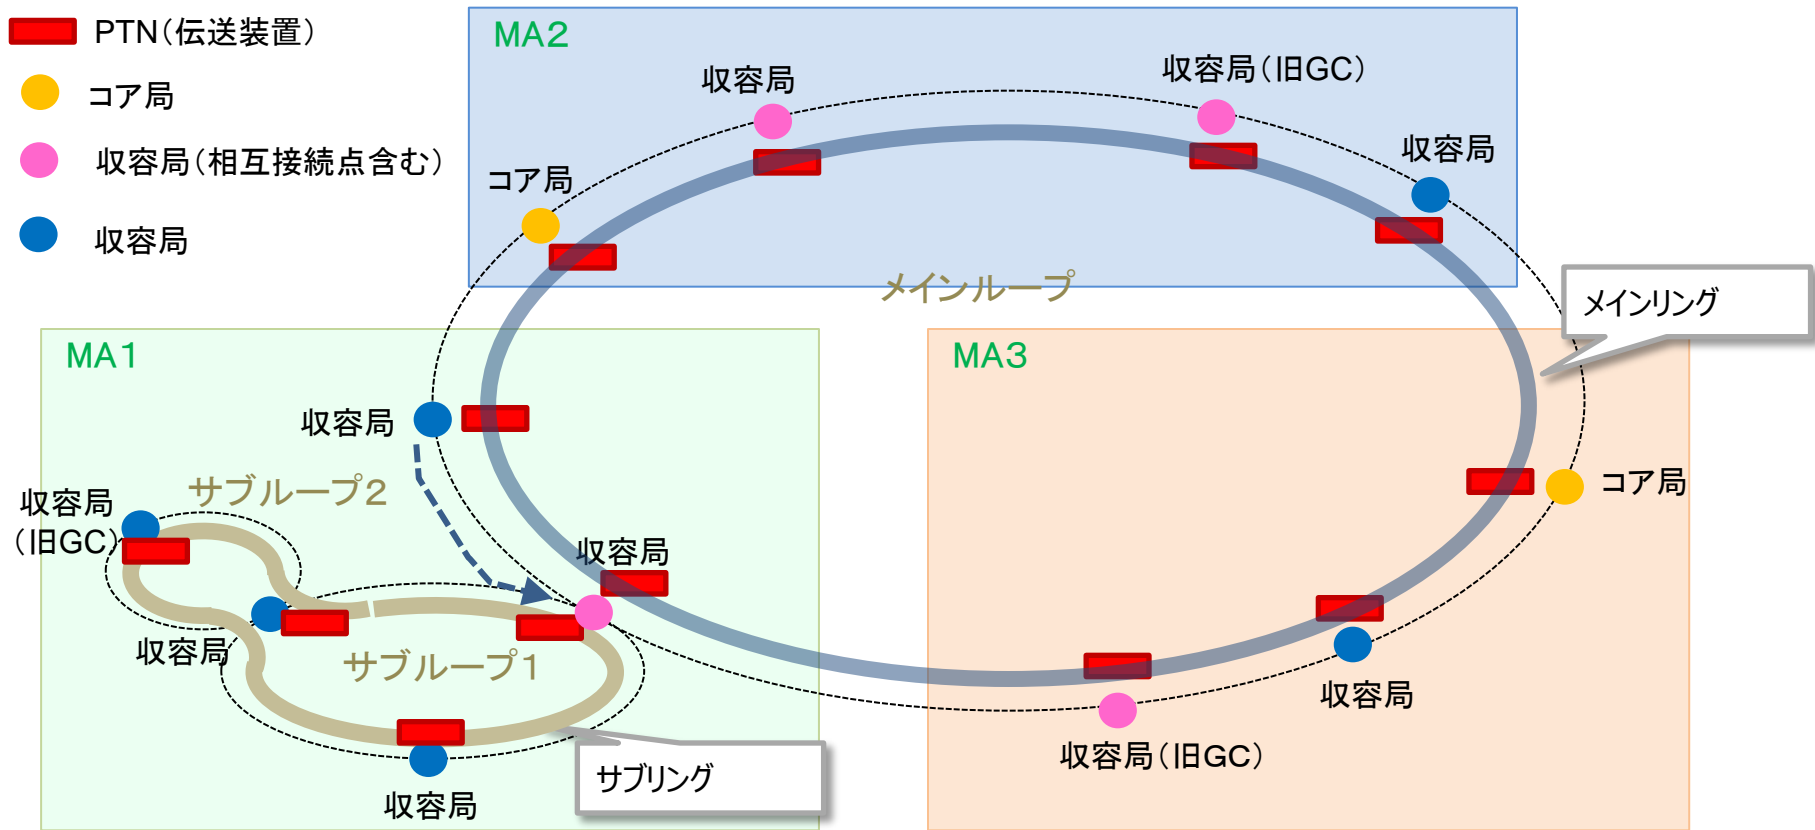 PTN(伝送装置)
コア局
収容局(相互接続点含む)
収容局
MA2
収容局
収容局(旧GC)
収容局
コア局
メインループ
メインリング
MA1
MA3
収容局
サブループ2
収容局
(旧GC)
収容局
コア局
収容局
サブループ1
収容局
収容局(旧GC)
サブリング
収容局